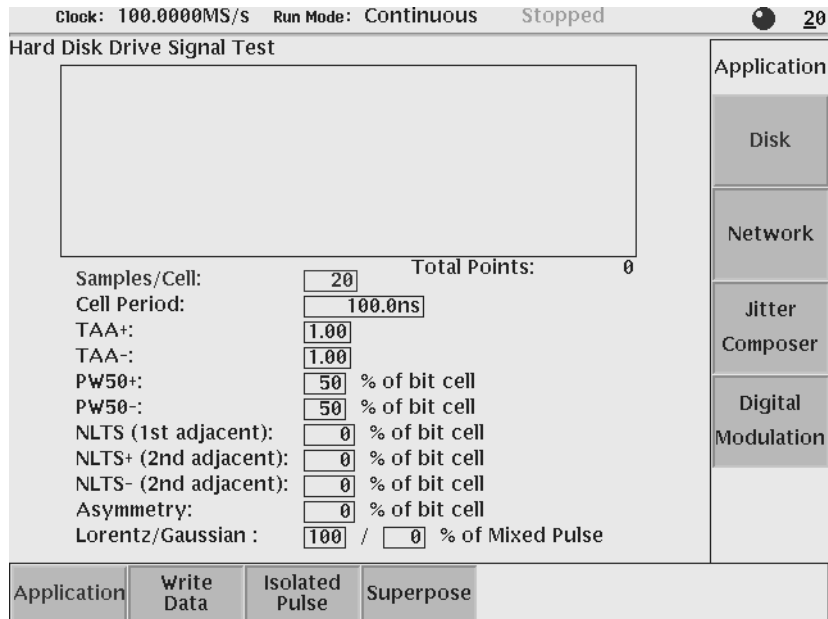 Clock: 100.0000MS/s Run Mode: Continuous Stopped 20
Hard Disk Drive Signal Test
Application
Disk
Network
Jitter
Composer
Digital
Modulation
Total Points: 0
Samples/Cell: 20
Cell Period: 100.0ns
TAA+: 1.00
TAA-: 1.00
PW50+: 50 % of bit cell
PW50-: 50 % of bit cell
NLTS (1st adjacent): 0 % of bit cell
NLTS+ (2nd adjacent): 0 % of bit cell
NLTS- (2nd adjacent): 0 % of bit cell
Asymmetry: 0 % of bit cell
Lorentz/Gaussian : 100 / 0 % of Mixed Pulse
Application
Write
Data
Isolated
Pulse
Superpose